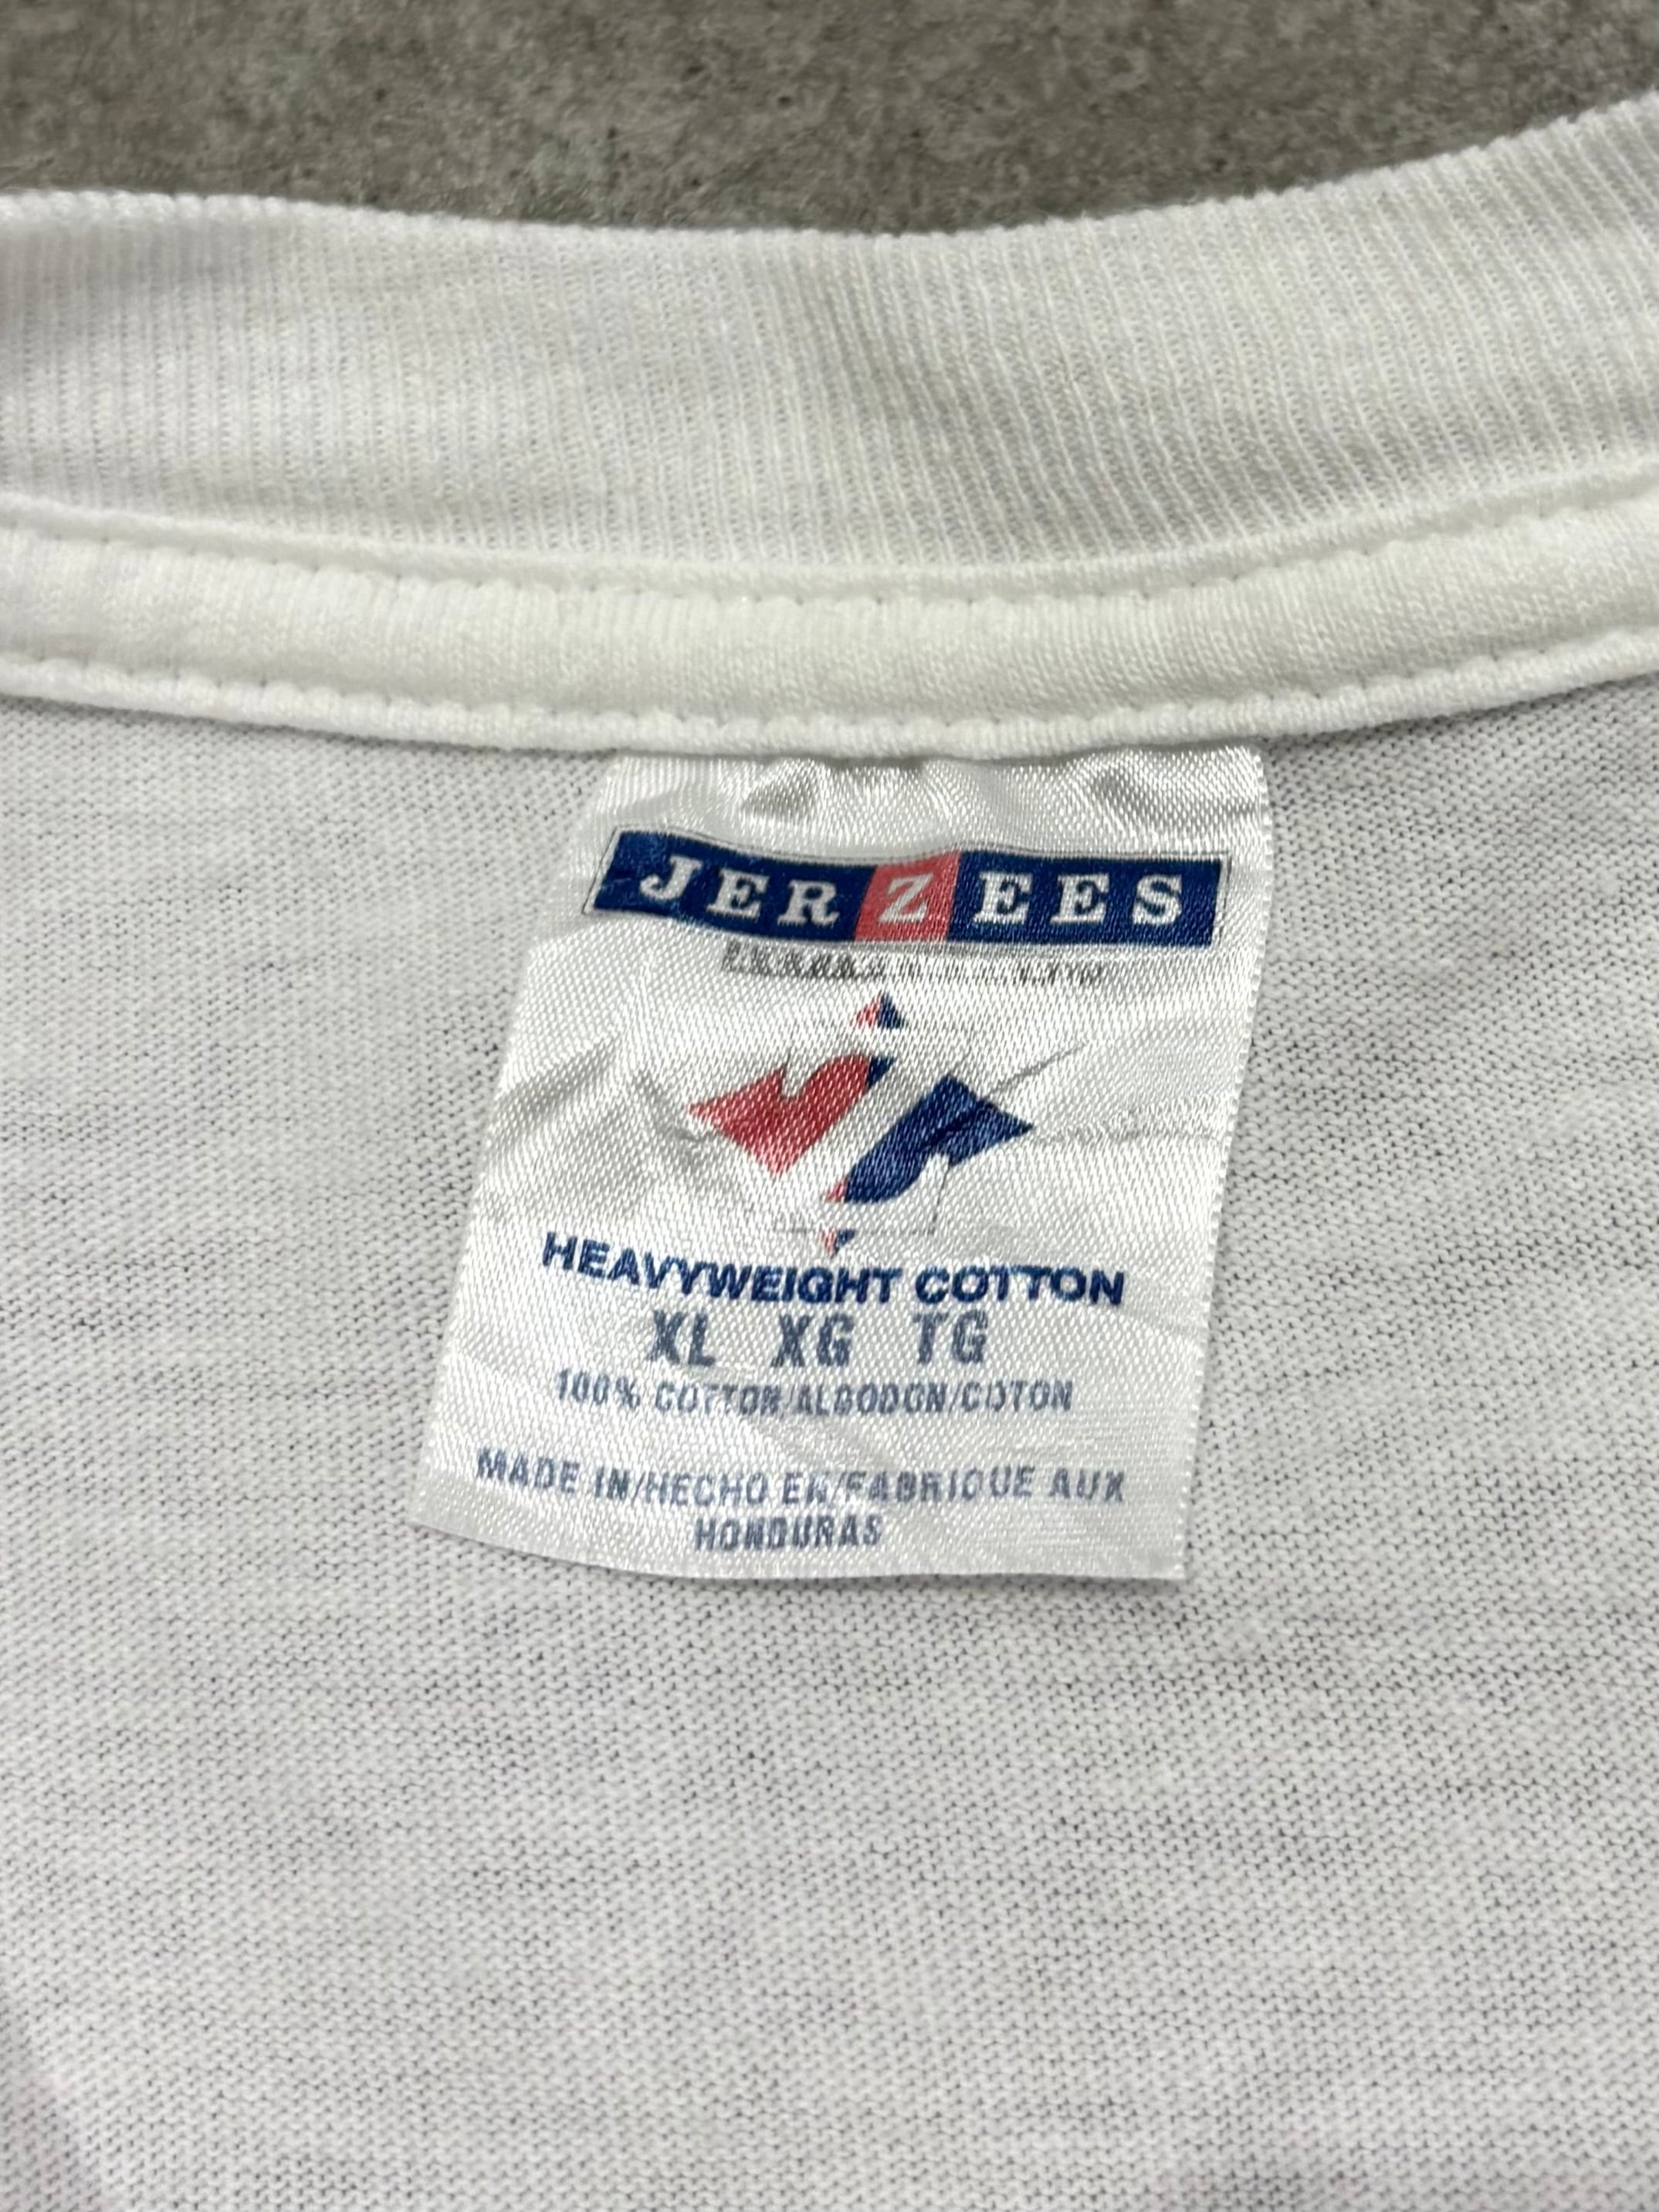 JERZEES
HEAVYWEIGHT COTTON
XL XG TG
100% COTTON/ALGODON/COTON
MADE IN/HECHO EN/FABRIQUE AUX
HONDURAS